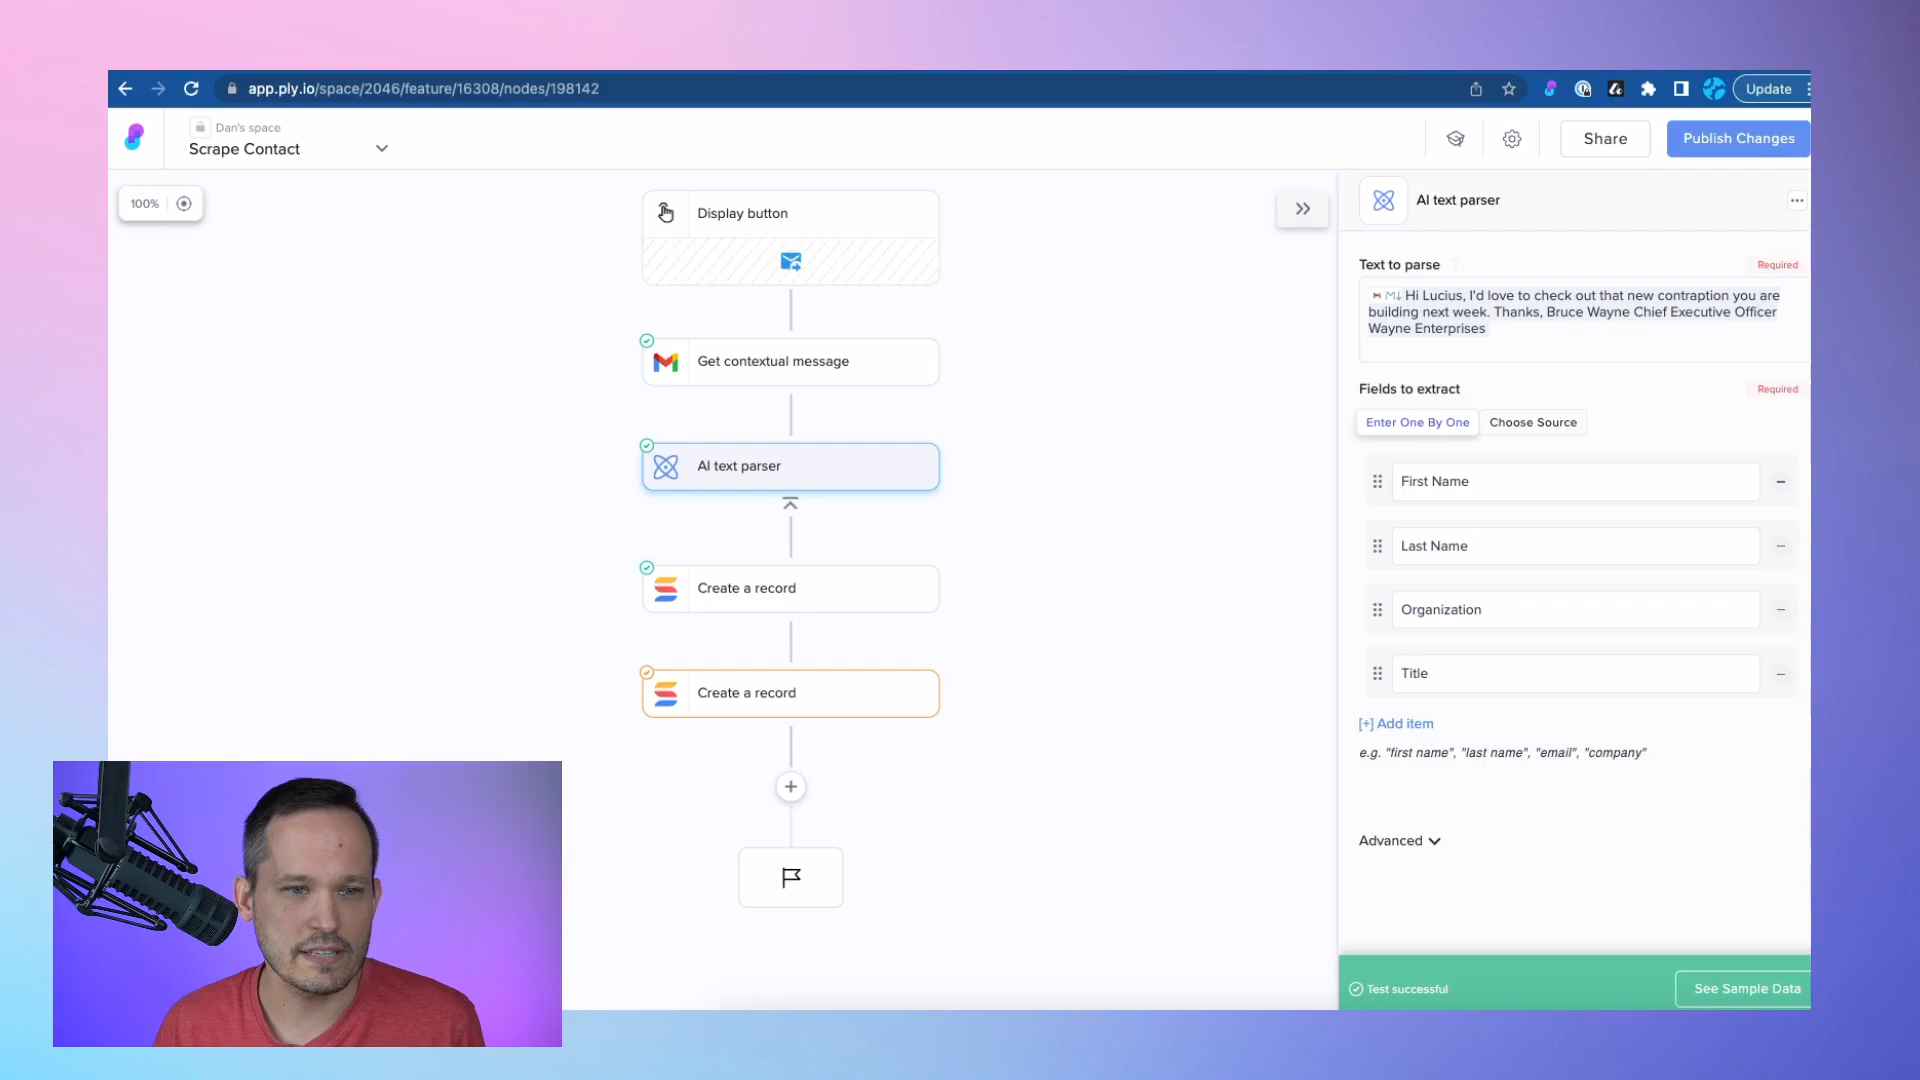 app.ply.io/space/2046/feature/16308/nodes/198142
Update
Dan's space
Scrape Contact
Share
Publish Changes
100%
Display button
Get contextual message
AI text parser
Create a record
Create a record
AI text parser
Text to parse
Required
Hi Lucius, I'd love to check out that new contraption you are
building next week. Thanks, Bruce Wayne Chief Executive Officer
Wayne Enterprises
Fields to extract
Required
Enter One By One
Choose Source
First Name
Last Name
Organization
Title
[+] Add item
e.g. "first name", "last name", "email", "company"
Advanced
Test successful
See Sample Data